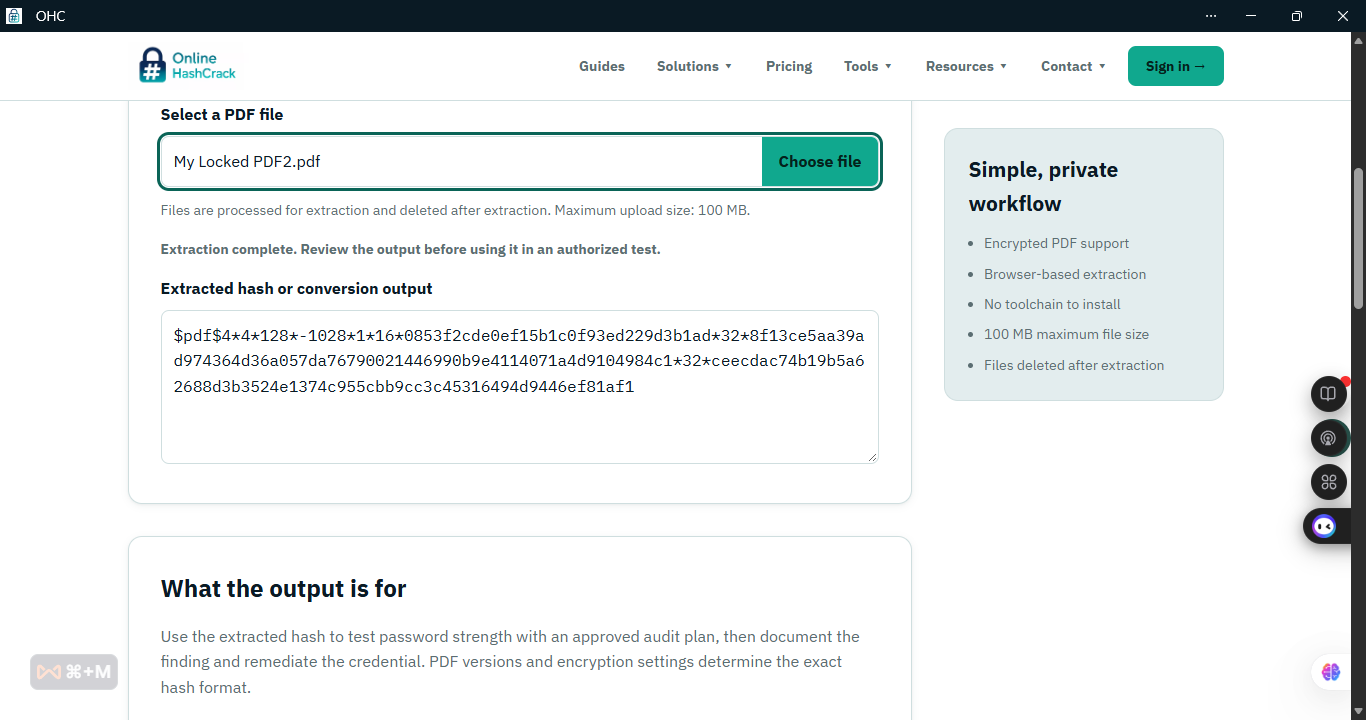 OHC
Online
HashCrack
Guides
Solutions ▼
Pricing
Tools ▼
Resources ▼
Contact ▼
Sign in →
Select a PDF file
My Locked PDF2.pdf
Choose file
Files are processed for extraction and deleted after extraction. Maximum upload size: 100 MB.
Extraction complete. Review the output before using it in an authorized test.
Extracted hash or conversion output
$pdf$4*4*128*-1028*1*16*0853f2cde0ef15b1c0f93ed229d3b1ad*32*8f13ce5aa39a
d974364d36a057da76790021446990b9e4114071a4d9104984c1*32*ceecdac74b19b5a6
2688d3b3524e1374c955cbb9cc3c45316494d9446ef81af1
Simple, private
workflow
Encrypted PDF support
Browser-based extraction
No toolchain to install
100 MB maximum file size
Files deleted after extraction
What the output is for
Use the extracted hash to test password strength with an approved audit plan, then document the
finding and remediate the credential. PDF versions and encryption settings determine the exact
hash format.
⌘+M